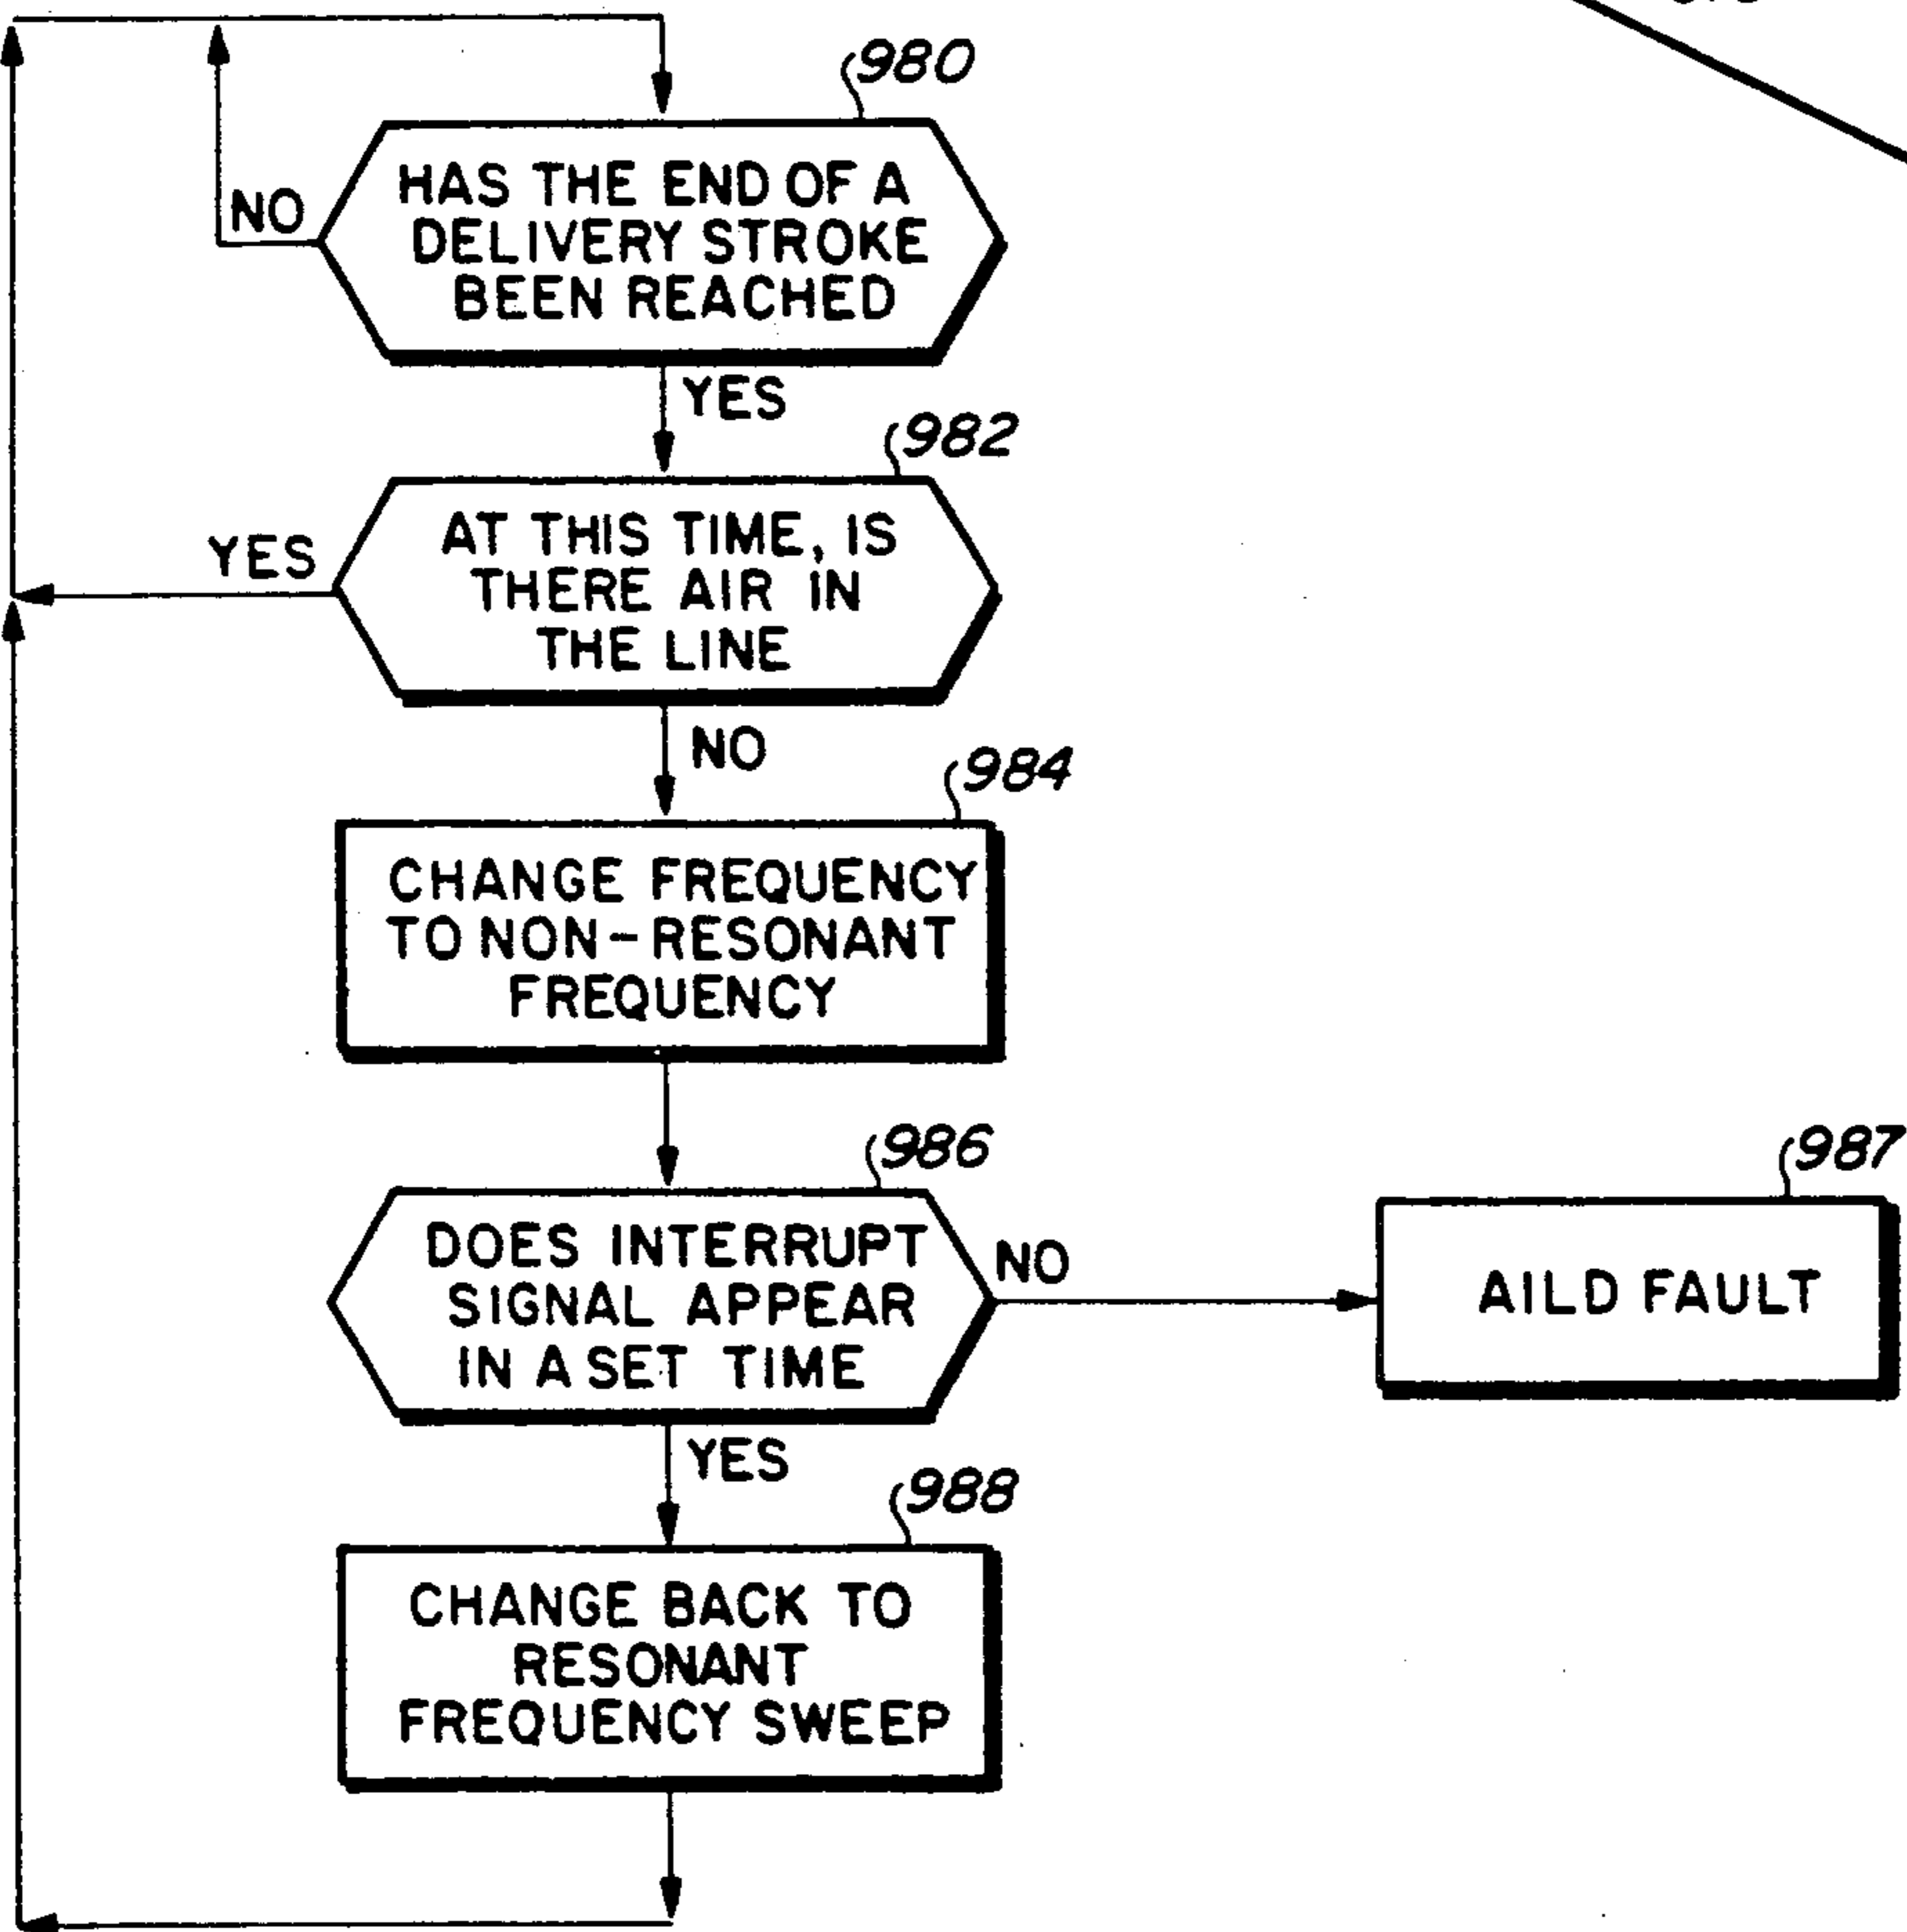 980
HAS THE END OF A
DELIVERY STROKE
BEEN REACHED
NO
YES
982
AT THIS TIME, IS
THERE AIR IN
THE LINE
YES
NO
984
CHANGE FREQUENCY
TO NON-RESONANT
FREQUENCY
986
DOES INTERRUPT
SIGNAL APPEAR
IN A SET TIME
NO
987
AILD FAULT
YES
988
CHANGE BACK TO
RESONANT
FREQUENCY SWEEP